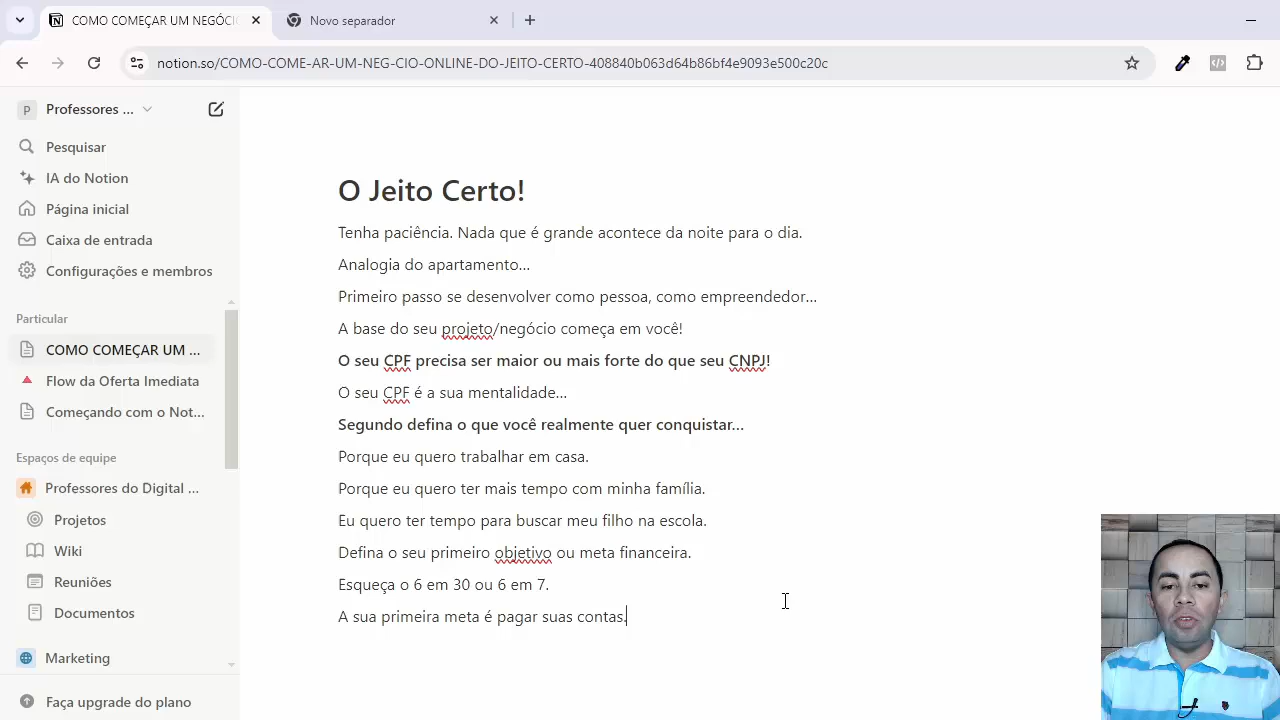 COMO COMEÇAR UM NEGÓCI
Novo separador
notion.so/COMO-COME-AR-UM-NEG-CIO-ONLINE-DO-JEITO-CERTO-408840b063d64b86bf4e9093e500c20c
P Professores ...
Pesquisar
IA do Notion
Página inicial
Caixa de entrada
Configurações e membros
Particular
COMO COMEÇAR UM ...
Flow da Oferta Imediata
Começando com o Not...
Espaços de equipe
Professores do Digital ...
Projetos
Wiki
Reuniões
Documentos
Marketing
Faça upgrade do plano
O Jeito Certo!
Tenha paciência. Nada que é grande acontece da noite para o dia.
Analogia do apartamento...
Primeiro passo se desenvolver como pessoa, como empreendedor...
A base do seu projeto/negócio começa em você!
O seu CPF precisa ser maior ou mais forte do que seu CNPJ!
O seu CPF é a sua mentalidade...
Segundo defina o que você realmente quer conquistar...
Porque eu quero trabalhar em casa.
Porque eu quero ter mais tempo com minha família.
Eu quero ter tempo para buscar meu filho na escola.
Defina o seu primeiro objetivo ou meta financeira.
Esqueça o 6 em 30 ou 6 em 7.
A sua primeira meta é pagar suas contas.